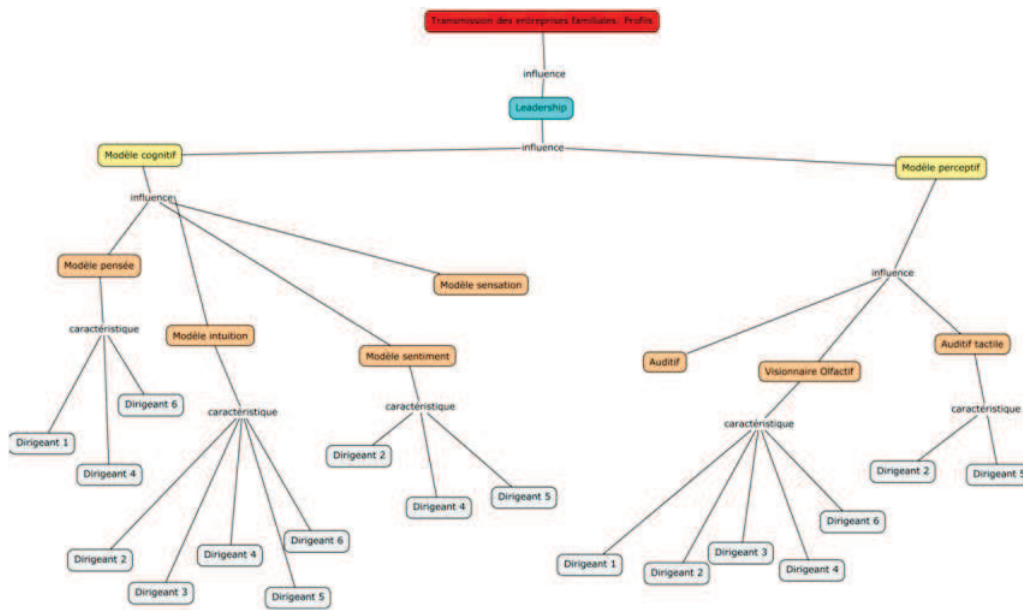 Transmission des entreprises familiales: Profils
influence
Leadership
influence
Modèle cognitif
Modèle perceptif
influence
Modèle pensée
Modèle sensation
influence
caractéristique
Modèle intuition
Modèle sentiment
Auditif
Visionnaire Olfactif
Auditif tactile
Dirigeant 6
caractéristique
caractéristique
caractéristique
caractéristique
Dirigeant 1
Dirigeant 4
Dirigeant 2
Dirigeant 4
Dirigeant 5
Dirigeant 2
Dirigeant 5
Dirigeant 2
Dirigeant 3
Dirigeant 4
Dirigeant 6
Dirigeant 5
Dirigeant 1
Dirigeant 2
Dirigeant 3
Dirigeant 4
Dirigeant 6